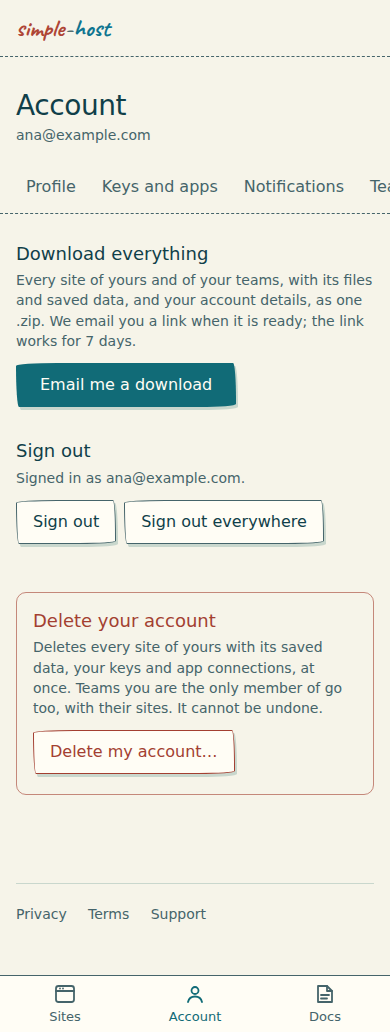 simple-host
Account
ana@example.com
Profile Keys and apps Notifications
Download everything
Every site of yours and of your teams, with its files
and saved data, and your account details, as one
.zip. We email you a link when it is ready; the link
works for 7 days.
Email me a download
Sign out
Signed in as ana@example.com.
Sign out Sign out everywhere
Delete your account
Deletes every site of yours with its saved
data, your keys and app connections, at
once. Teams you are the only member of go
too, with their sites. It cannot be undone.
Delete my account…
Privacy Terms Support
Sites Account Docs